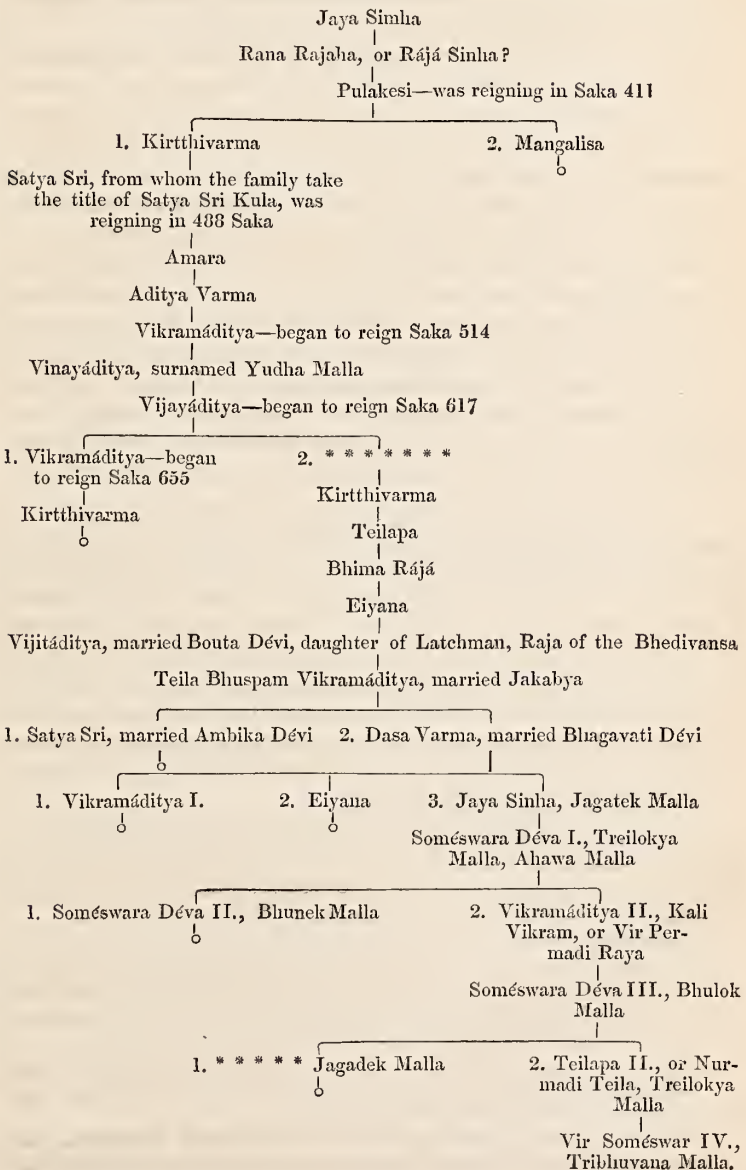 Jaya Simha
Rana Rajaha, or Rájá Sinha?
Pulakesi—was reigning in Saka 411
1. Kirtthivarma 2. Mangalisa
Satya Sri, from whom the family take
the title of Satya Sri Kula, was
reigning in 488 Saka
Amara
Aditya Varma
Vikramáditya—began to reign Saka 514
Vinayáditya, surnamed Yudha Malla
Vijayáditya—began to reign Saka 617
1. Vikramáditya—began 2. * * * * * * *
to reign Saka 655
Kirtthivarma
Kirtthivarma
Teilapa
Bhima Rájá
Eiyana
Vijitáditya, married Bouta Dévi, daughter of Latchman, Raja of the Bhedivansa
Teila Bhuspam Vikramáditya, married Jakabya
1. Satya Sri, married Ambika Dévi 2. Dasa Varma, married Bhagavati Dévi
1. Vikramáditya I. 2. Eiyana 3. Jaya Sinha, Jagatek Malla
Soméswara Déva I., Treilokya
Malla, Ahawa Malla
1. Soméswara Déva II., Bhunek Malla 2. Vikramáditya II., Kali
Vikram, or Vir Per-
madi Raya
Soméswara Déva III., Bhulok
Malla
1. * * * * * Jagadek Malla 2. Teilapa II., or Nur-
madi Teila, Treilokya
Malla
Vir Soméswar IV.,
Tribhuvana Malla.